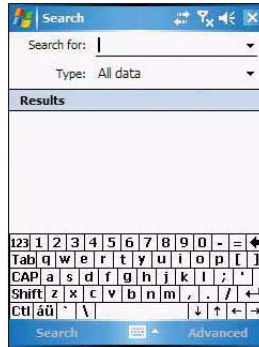 Search
Search for:
Type: All data
Results
123 1 2 3 4 5 6 7 8 9 0 - =
Tab q w e r t y u i o p [ ]
CAP a s d f g h j k l ; '
Shift z x c v b n m , . /
Ctl áü ` \
Search Advanced